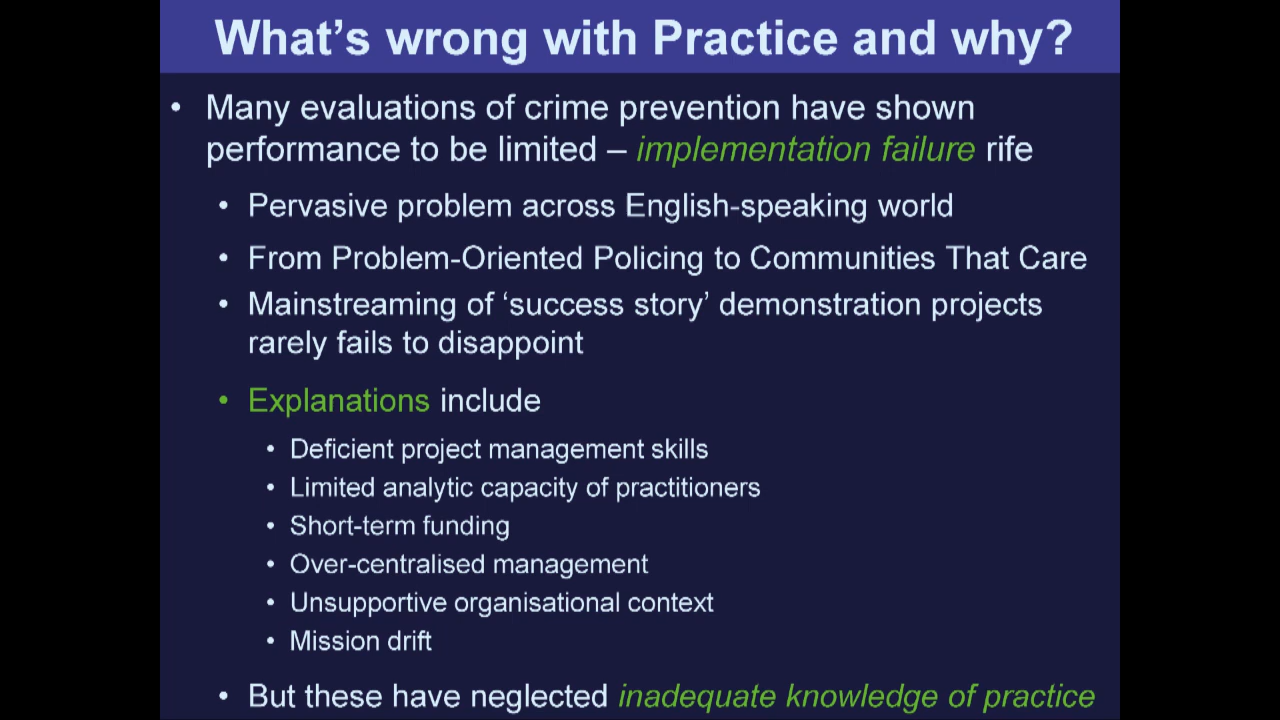 What’s wrong with Practice and why?
• Many evaluations of crime prevention have shown
performance to be limited – implementation failure rife
• Pervasive problem across English-speaking world
• From Problem-Oriented Policing to Communities That Care
• Mainstreaming of ‘success story’ demonstration projects
rarely fails to disappoint
• Explanations include
• Deficient project management skills
• Limited analytic capacity of practitioners
• Short-term funding
• Over-centralised management
• Unsupportive organisational context
• Mission drift
• But these have neglected inadequate knowledge of practice